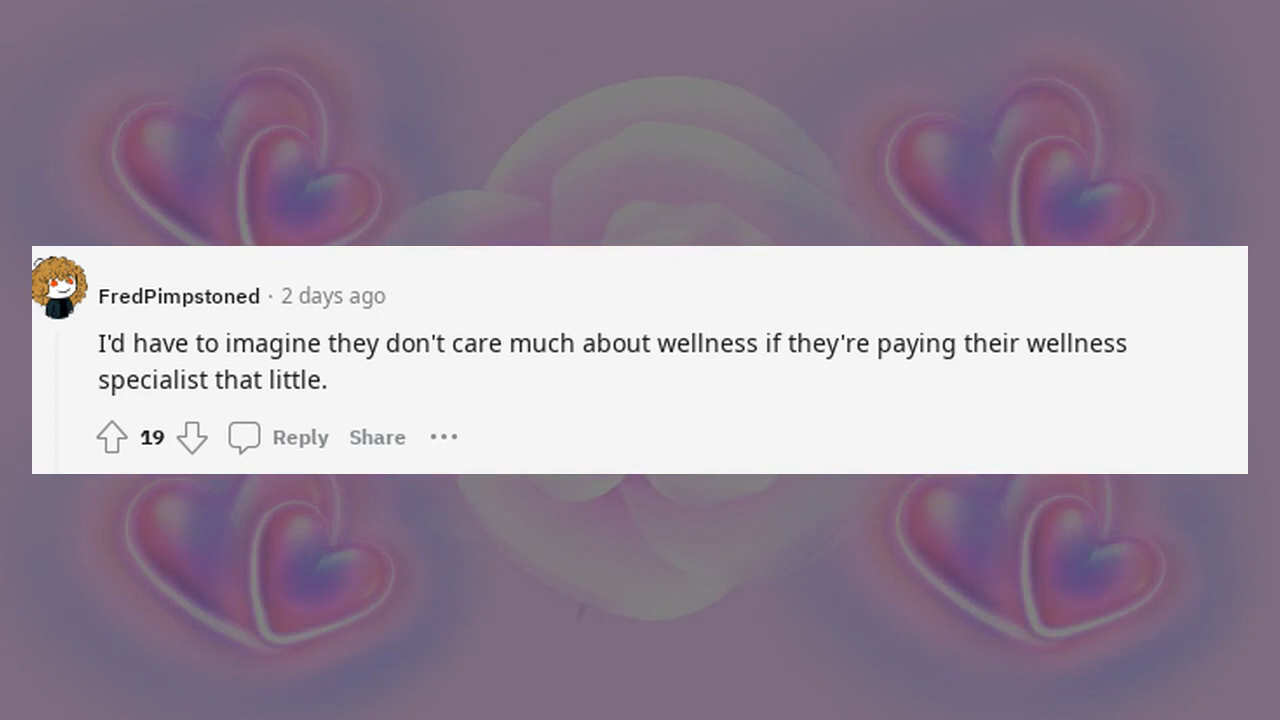 FredPimpstoned · 2 days ago
I'd have to imagine they don't care much about wellness if they're paying their wellness
specialist that little.
19 Reply Share ···